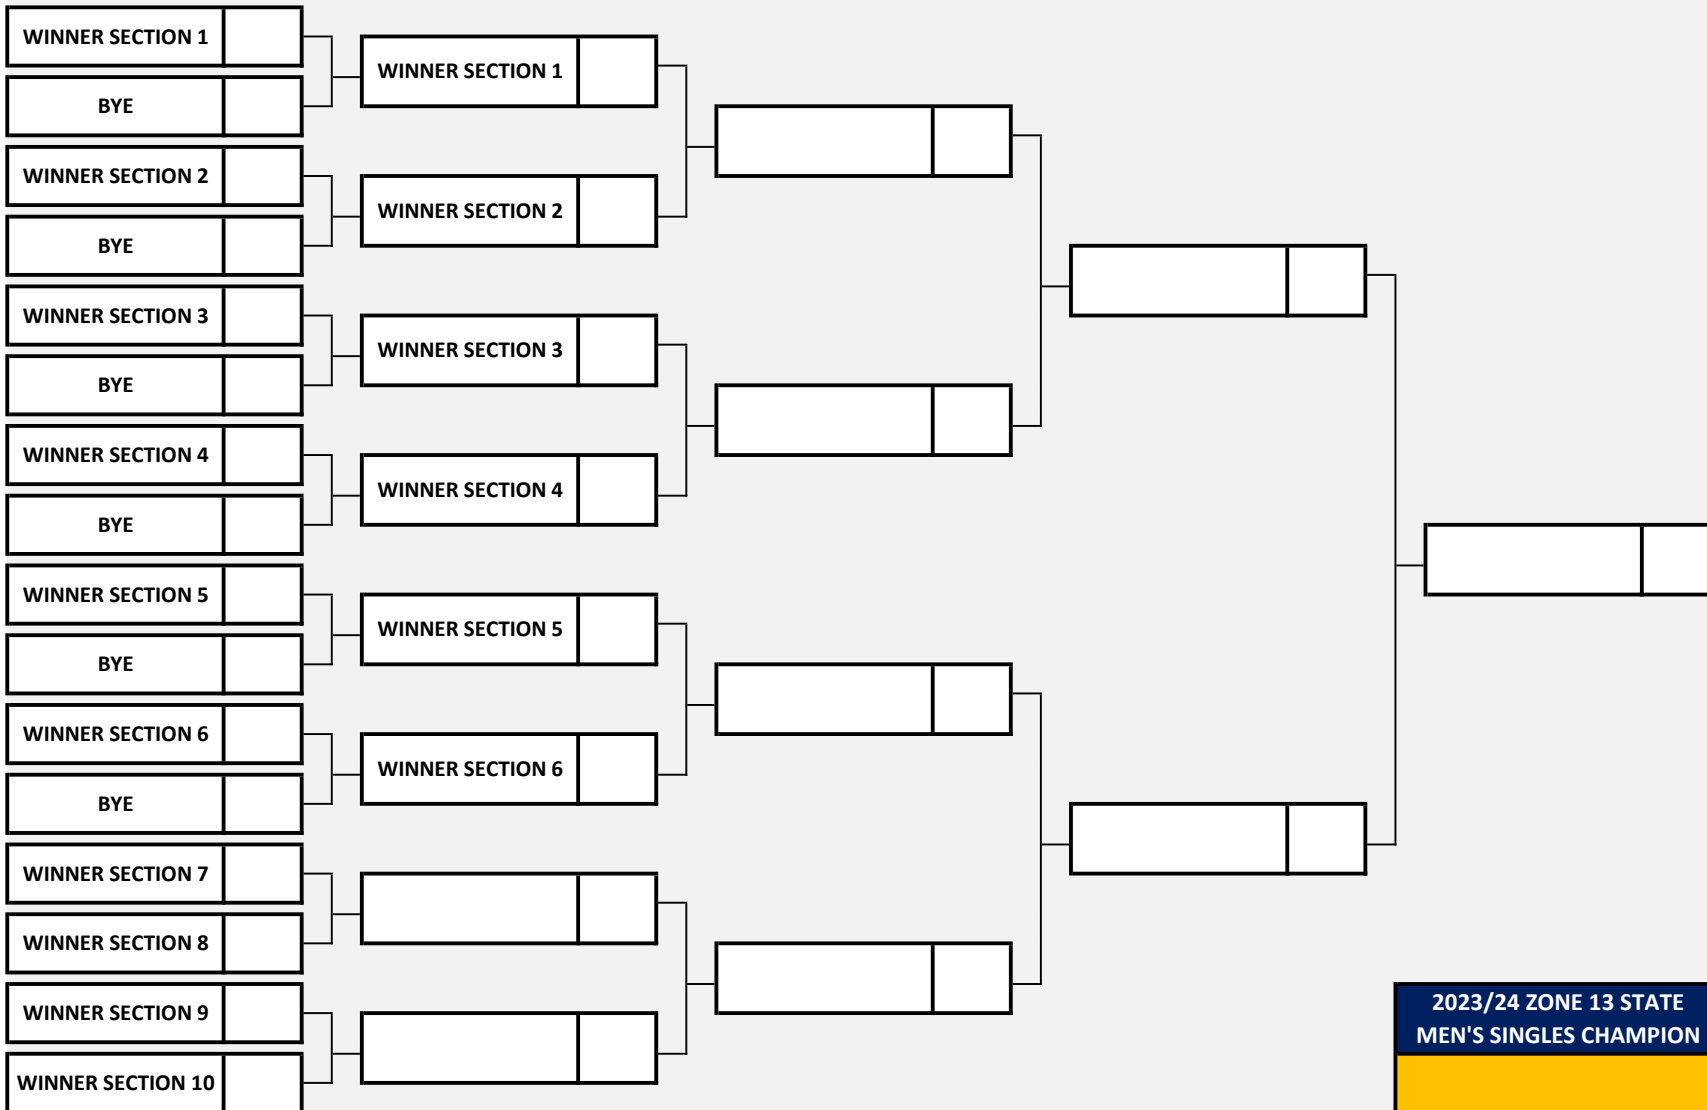 WINNER SECTION 1
BYE
WINNER SECTION 2
BYE
WINNER SECTION 3
BYE
WINNER SECTION 4
BYE
WINNER SECTION 5
BYE
WINNER SECTION 6
BYE
WINNER SECTION 7
WINNER SECTION 8
WINNER SECTION 9
WINNER SECTION 10
WINNER SECTION 1
WINNER SECTION 2
WINNER SECTION 3
WINNER SECTION 4
WINNER SECTION 5
WINNER SECTION 6
2023/24 ZONE 13 STATE
MEN'S SINGLES CHAMPION